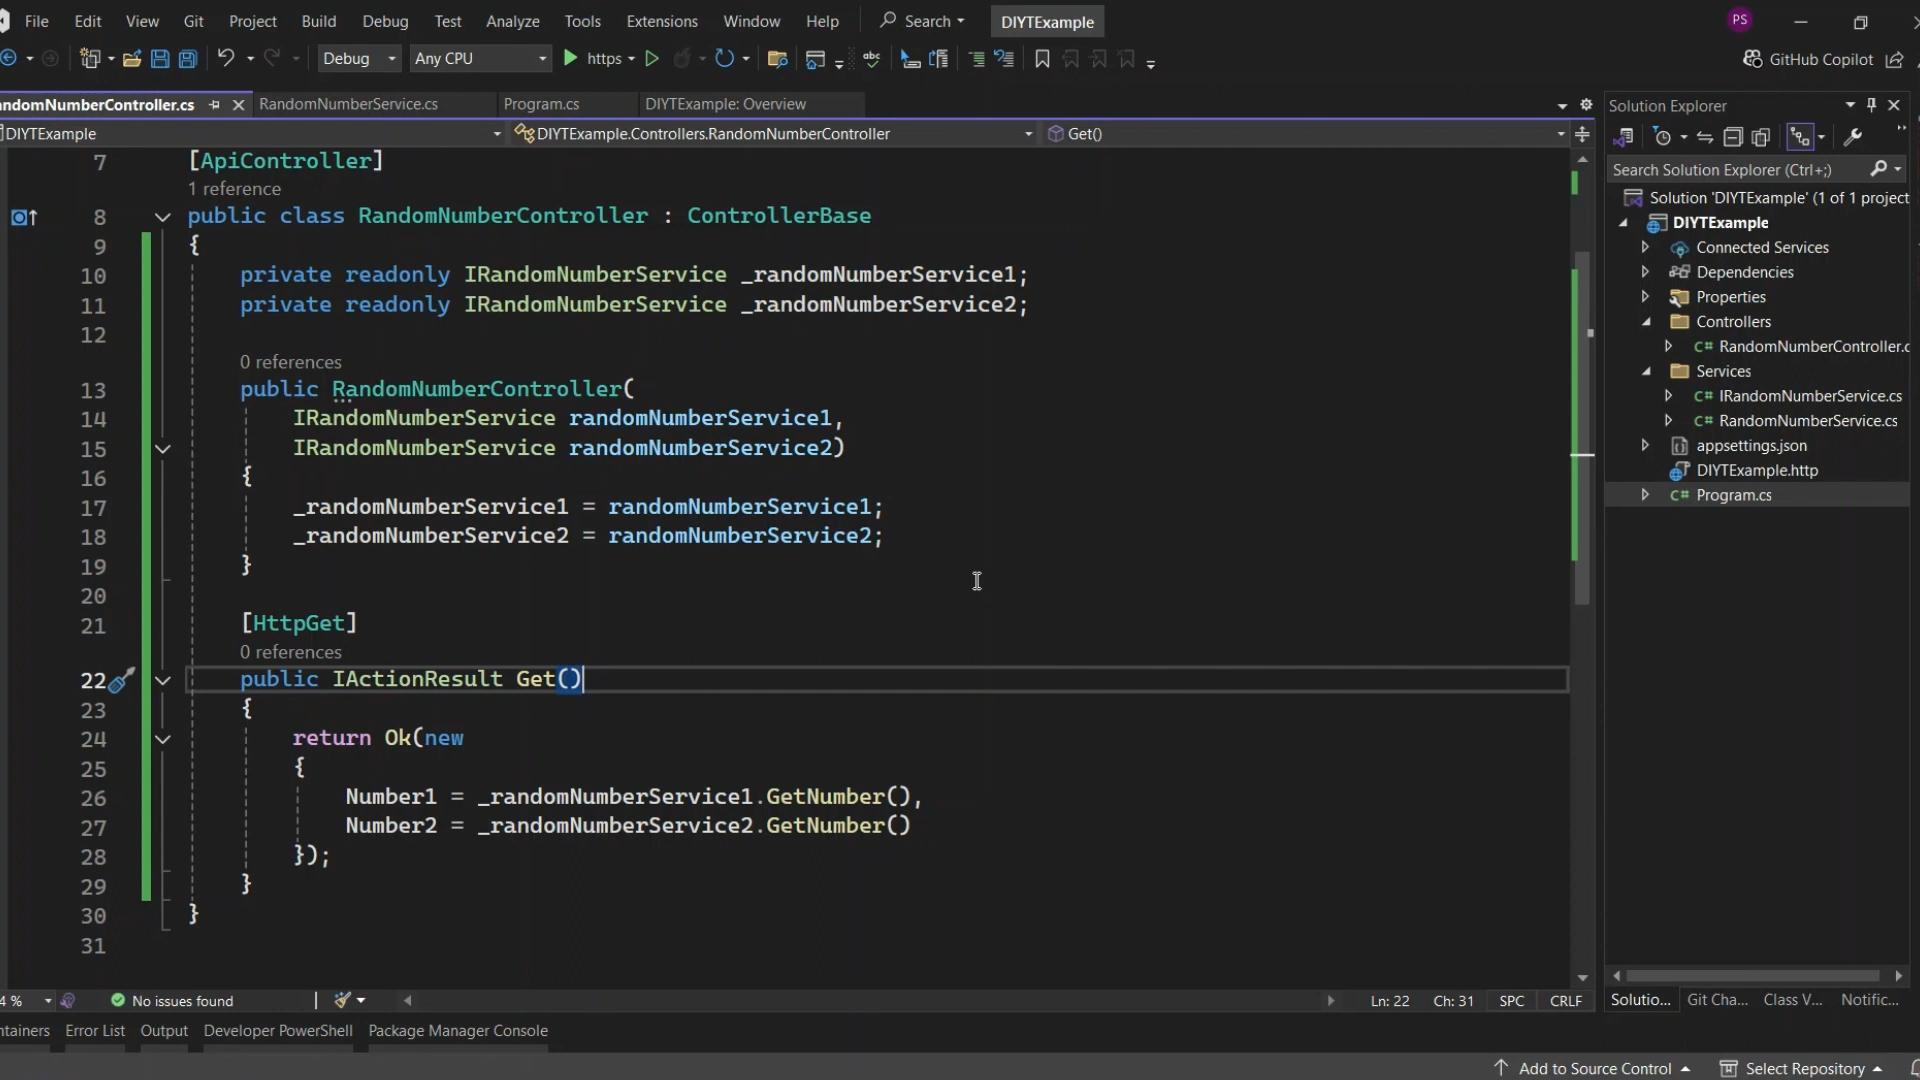 File Edit View Git Project Build Debug Test Analyze Tools Extensions Window Help Search DIYTExample PS
Debug Any CPU https GitHub Copilot
andomNumberController.cs RandomNumberService.cs Program.cs DIYTExample: Overview
DIYTExample DIYTExample.Controllers.RandomNumberController Get()
7 [ApiController]
1 reference
8 public class RandomNumberController : ControllerBase
9 {
10 private readonly IRandomNumberService _randomNumberService1;
11 private readonly IRandomNumberService _randomNumberService2;
12
0 references
13 public RandomNumberController(
14 IRandomNumberService randomNumberService1,
15 IRandomNumberService randomNumberService2)
16 {
17 _randomNumberService1 = randomNumberService1;
18 _randomNumberService2 = randomNumberService2;
19 }
20
21 [HttpGet]
0 references
22 public IActionResult Get()
23 {
24 return Ok(new
25 {
26 Number1 = _randomNumberService1.GetNumber(),
27 Number2 = _randomNumberService2.GetNumber()
28 });
29 }
30 }
31
4 % No issues found Ln: 22 Ch: 31 SPC CRLF
Solution Explorer
Search Solution Explorer (Ctrl+;)
Solution 'DIYTExample' (1 of 1 project
DIYTExample
Connected Services
Dependencies
Properties
Controllers
C# RandomNumberController.c
Services
C# IRandomNumberService.cs
C# RandomNumberService.cs
appsettings.json
DIYTExample.http
C# Program.cs
Solutio... Git Cha... Class V... Notific...
ntainers Error List Output Developer PowerShell Package Manager Console
Add to Source Control Select Repository